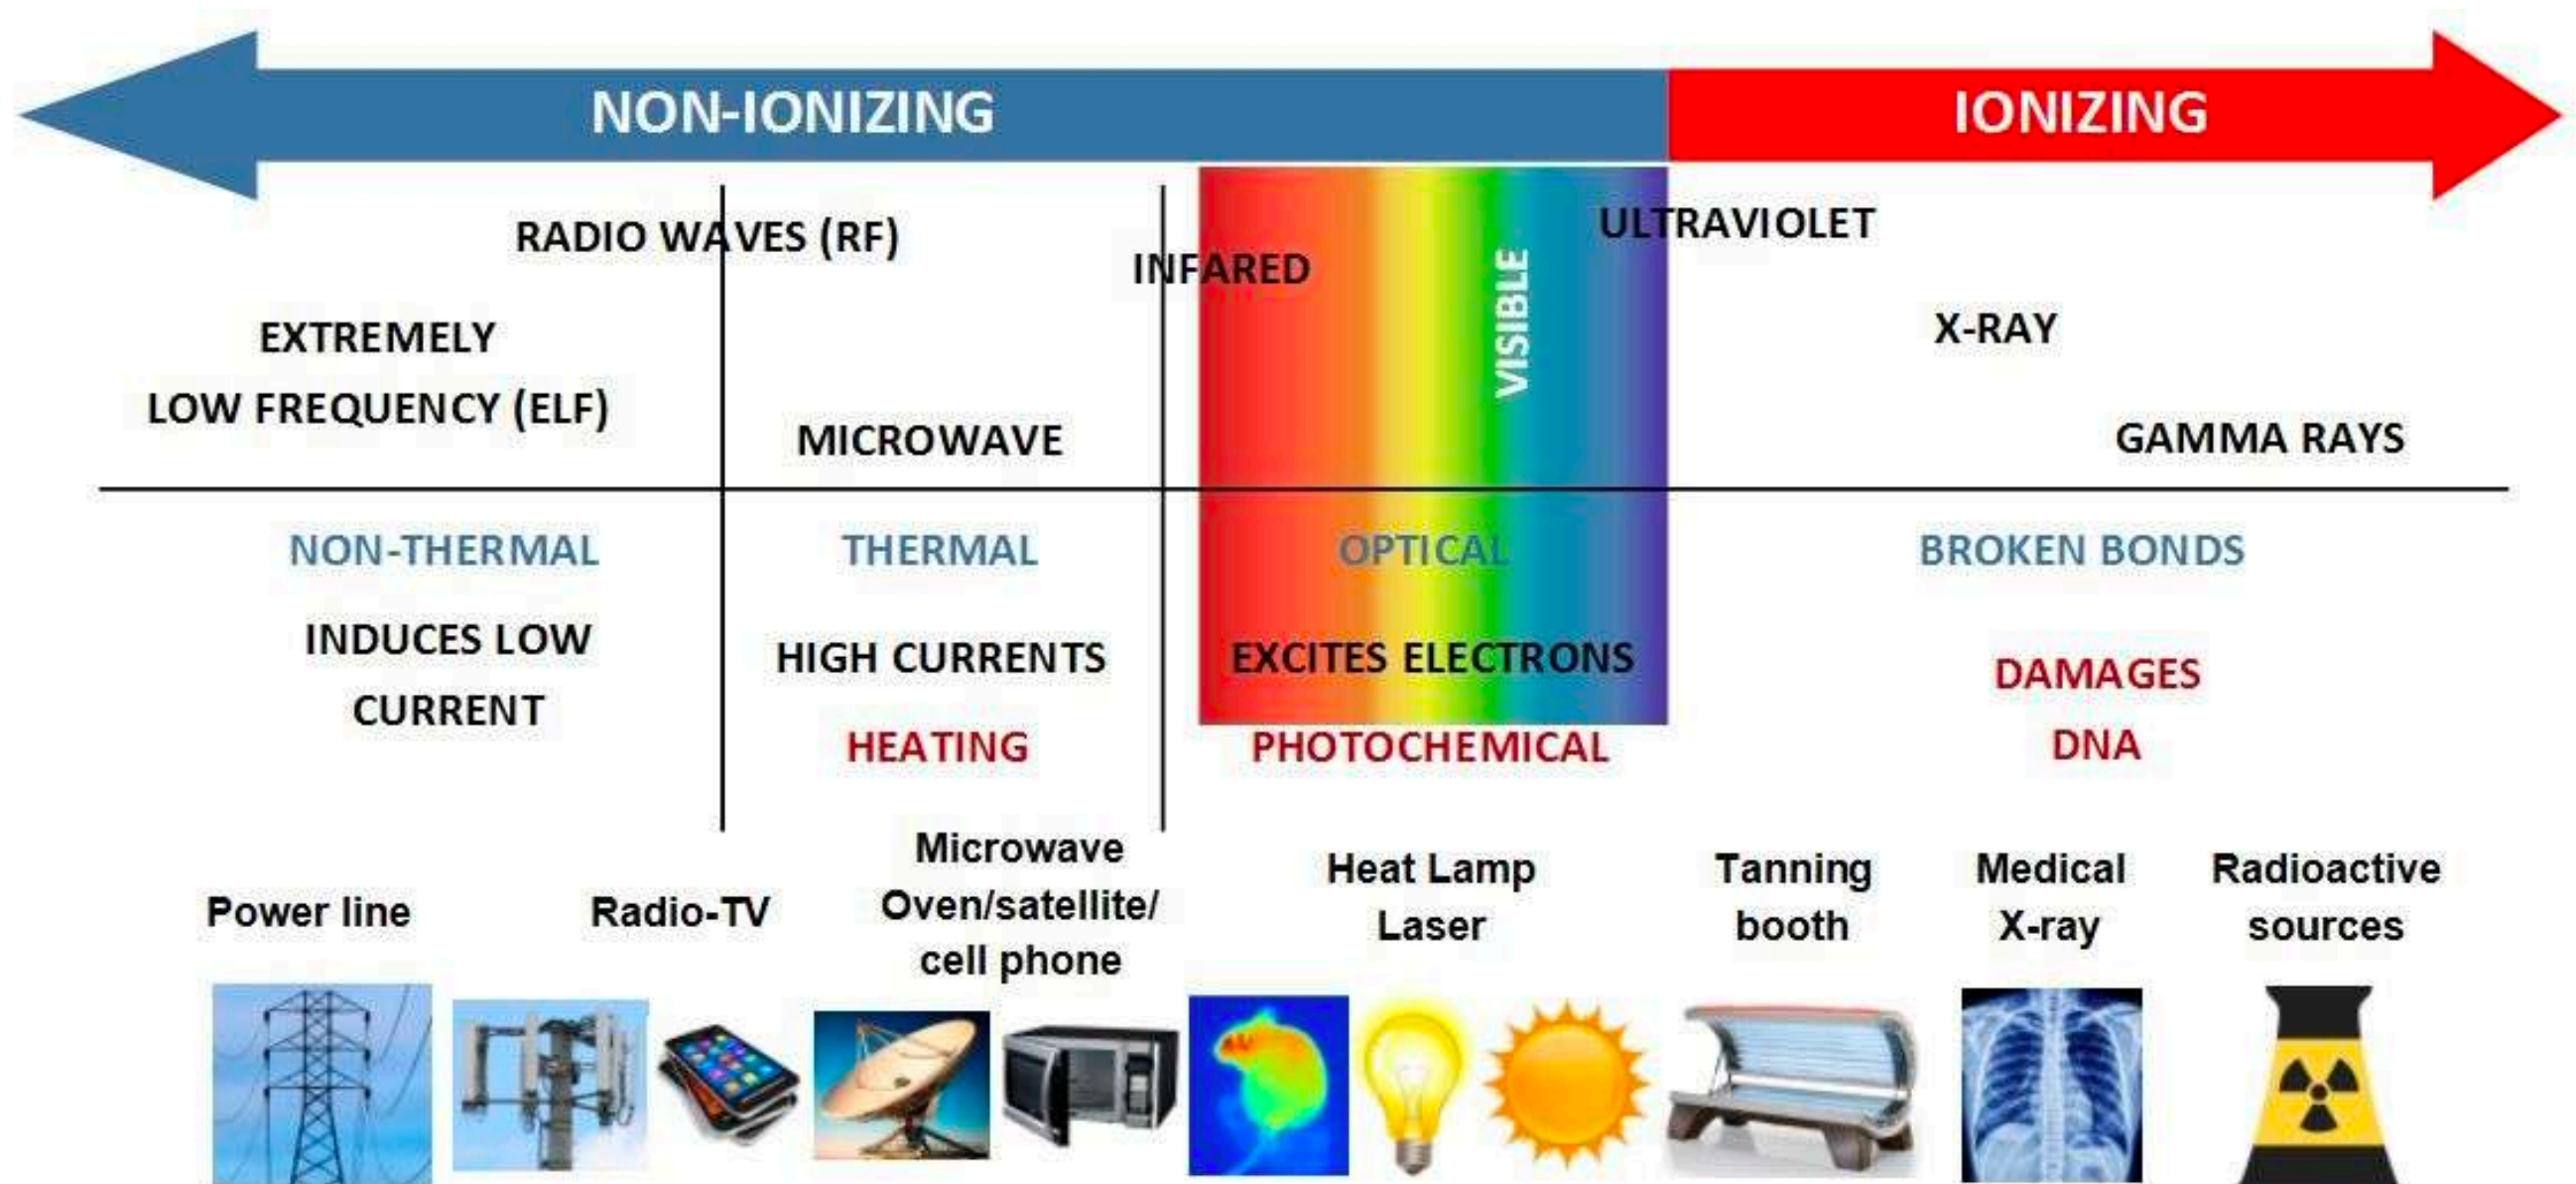 NON-IONIZING
IONIZING
RADIO WAVES (RF)
INFARED
VISIBLE
ULTRAVIOLET
EXTREMELY
LOW FREQUENCY (ELF)
MICROWAVE
X-RAY
GAMMA RAYS
NON-THERMAL
THERMAL
OPTICAL
BROKEN BONDS
INDUCES LOW
CURRENT
HIGH CURRENTS
HEATING
EXCITES ELECTRONS
PHOTOCHEMICAL
DAMAGES
DNA
Power line
Radio-TV
Microwave
Oven/satellite/
cell phone
Heat Lamp
Laser
Tanning
booth
Medical
X-ray
Radioactive
sources